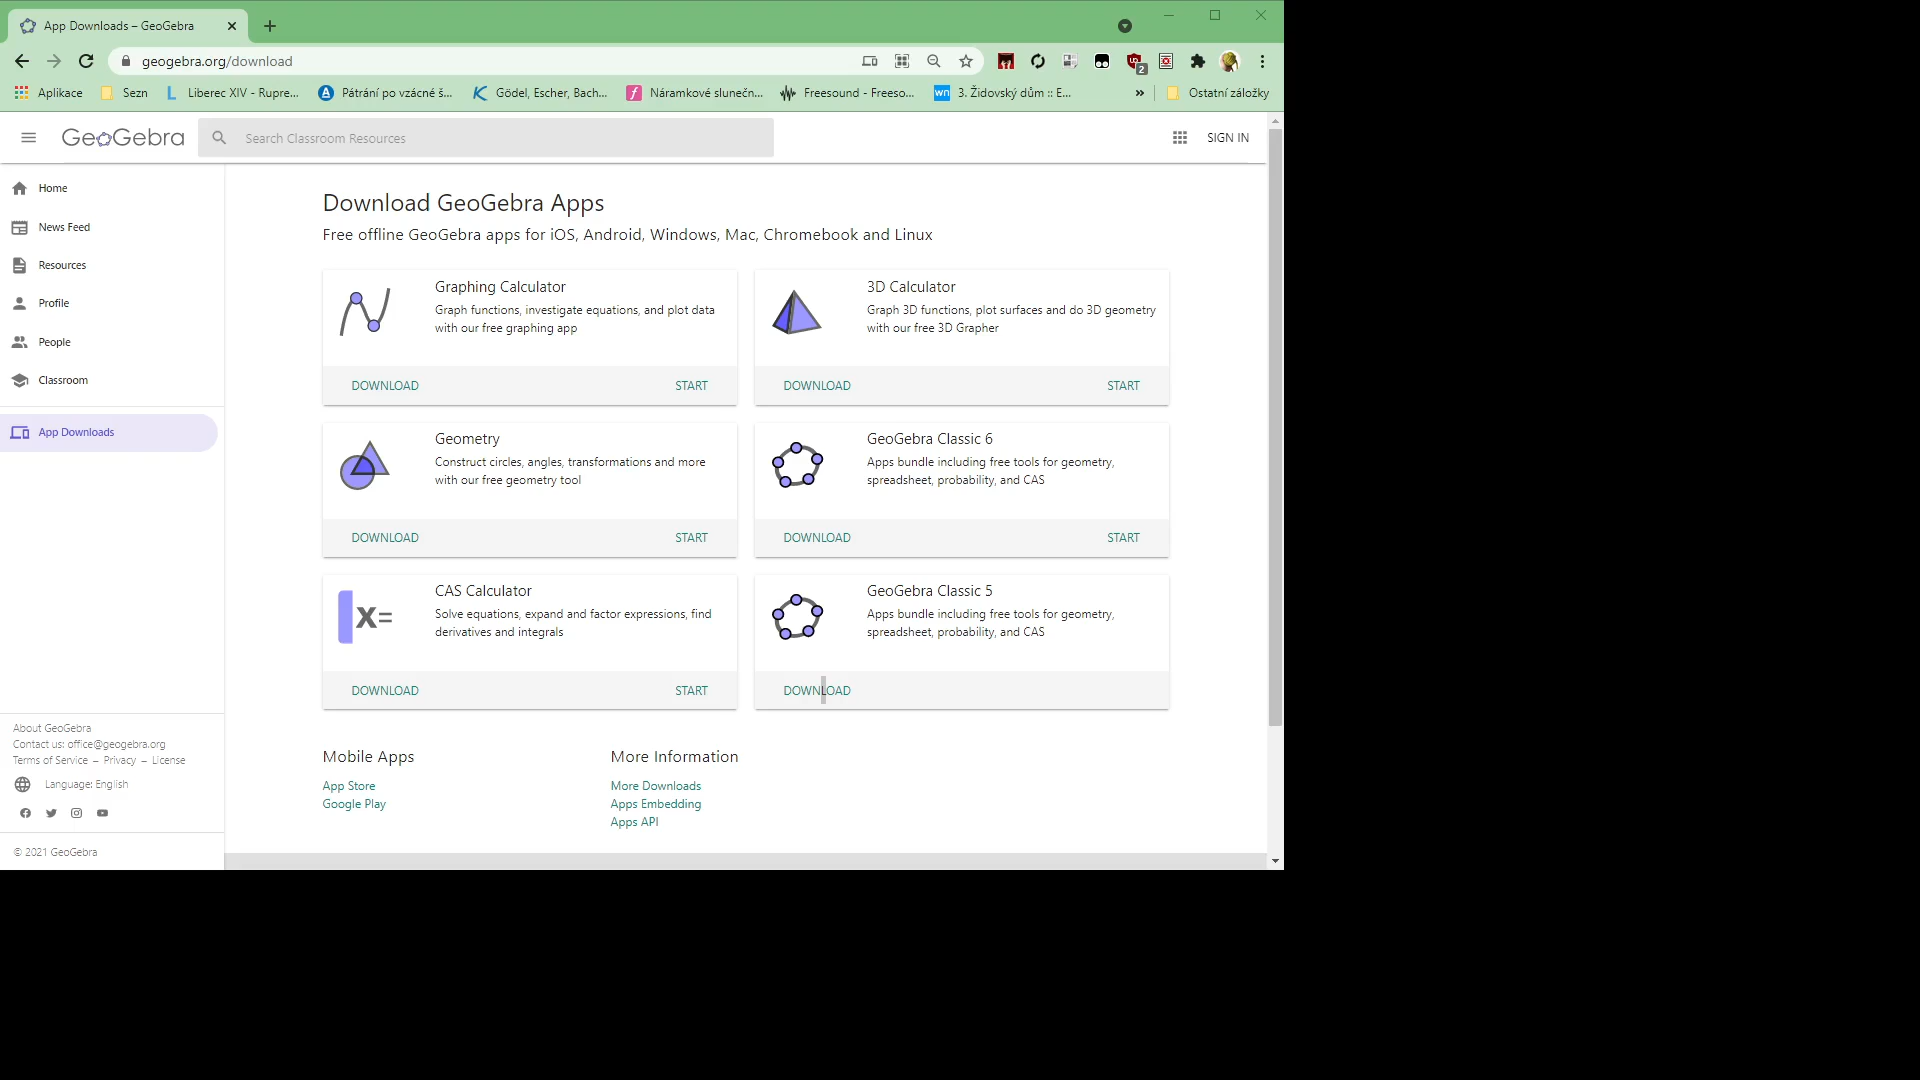 App Downloads – GeoGebra
geogebra.org/download
2
Aplikace
Sezn
L Liberec XIV - Rupre...
Pátrání po vzácné š...
Gödel, Escher, Bach...
Náramkové slunečn...
Freesound - Freeso...
wn 3. Židovský dům :: E...
»
Ostatní záložky
GeoGebra
Search Classroom Resources
SIGN IN
Home
News Feed
Resources
Profile
People
Classroom
App Downloads
Download GeoGebra Apps
Free offline GeoGebra apps for iOS, Android, Windows, Mac, Chromebook and Linux
Graphing Calculator
Graph functions, investigate equations, and plot data
with our free graphing app
DOWNLOAD
START
3D Calculator
Graph 3D functions, plot surfaces and do 3D geometry
with our free 3D Grapher
DOWNLOAD
START
Geometry
Construct circles, angles, transformations and more
with our free geometry tool
DOWNLOAD
START
GeoGebra Classic 6
Apps bundle including free tools for geometry,
spreadsheet, probability, and CAS
DOWNLOAD
START
X=
CAS Calculator
Solve equations, expand and factor expressions, find
derivatives and integrals
DOWNLOAD
START
GeoGebra Classic 5
Apps bundle including free tools for geometry,
spreadsheet, probability, and CAS
DOWNLOAD
Mobile Apps
App Store
Google Play
More Information
More Downloads
Apps Embedding
Apps API
About GeoGebra
Contact us: office@geogebra.org
Terms of Service – Privacy – License
Language: English
© 2021 GeoGebra